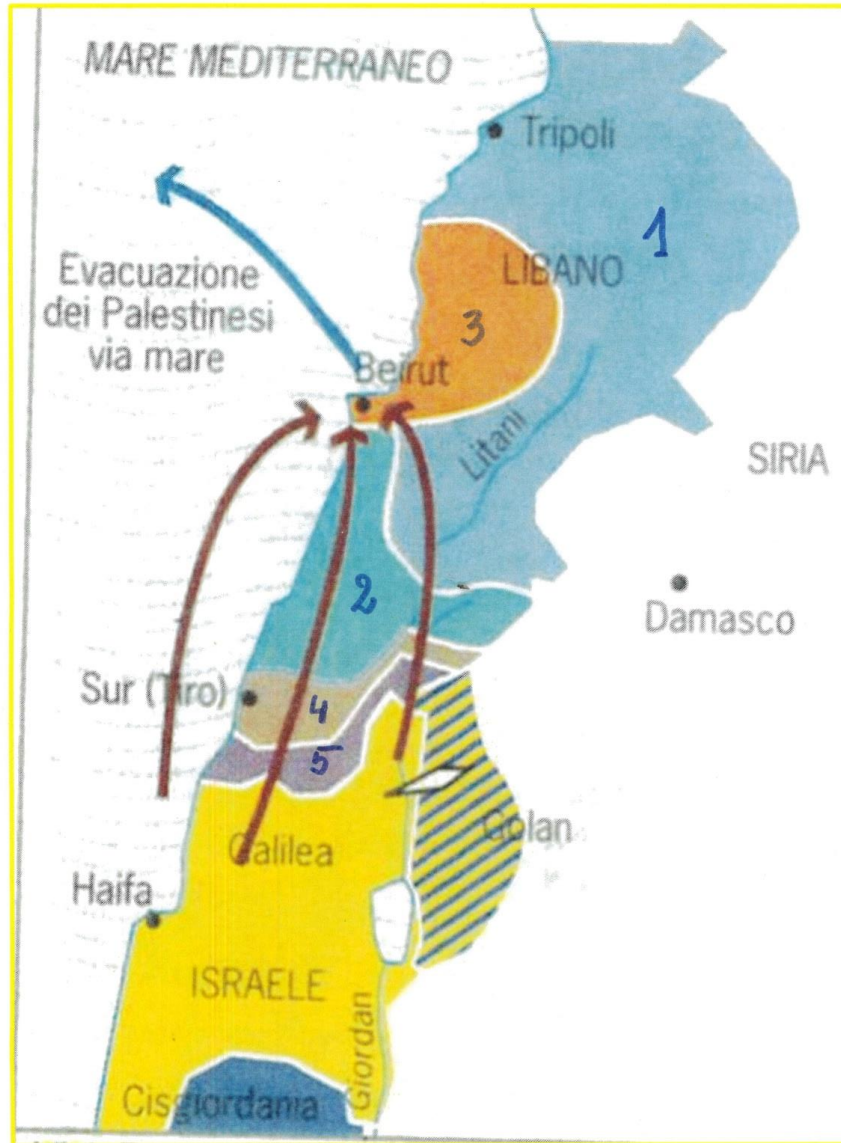 MARE MEDITERRANEO
Tripoli
1
Evacuazione
dei Palestinesi
via mare
LIBANO
3
Beirut
Litani
SIRIA
2
Damasco
Sur (Tiro)
4
5
Golan
Galilea
Haifa
ISRAELE
Giordan
Cisgiordania